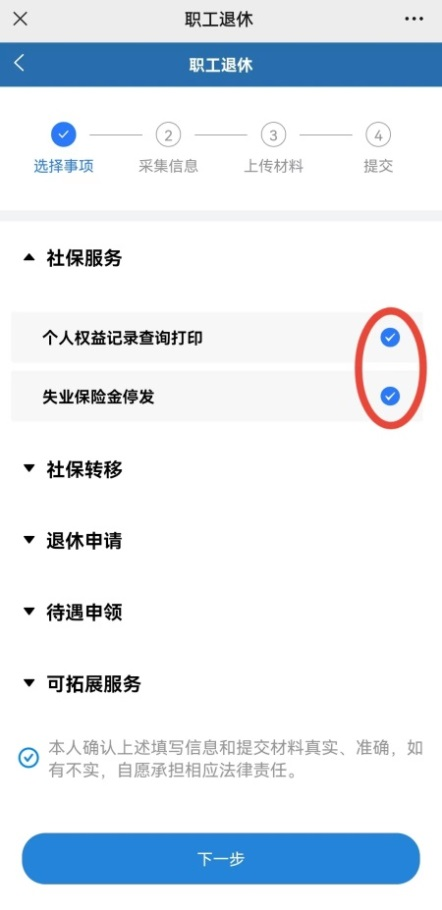 职工退休
职工退休
2
3
4
选择事项
采集信息
上传材料
提交
社保服务
个人权益记录查询打印
失业保险金停发
社保转移
退休申请
待遇申领
可拓展服务
本人确认上述填写信息和提交材料真实、准确，如
有不实，自愿承担相应法律责任。
下一步